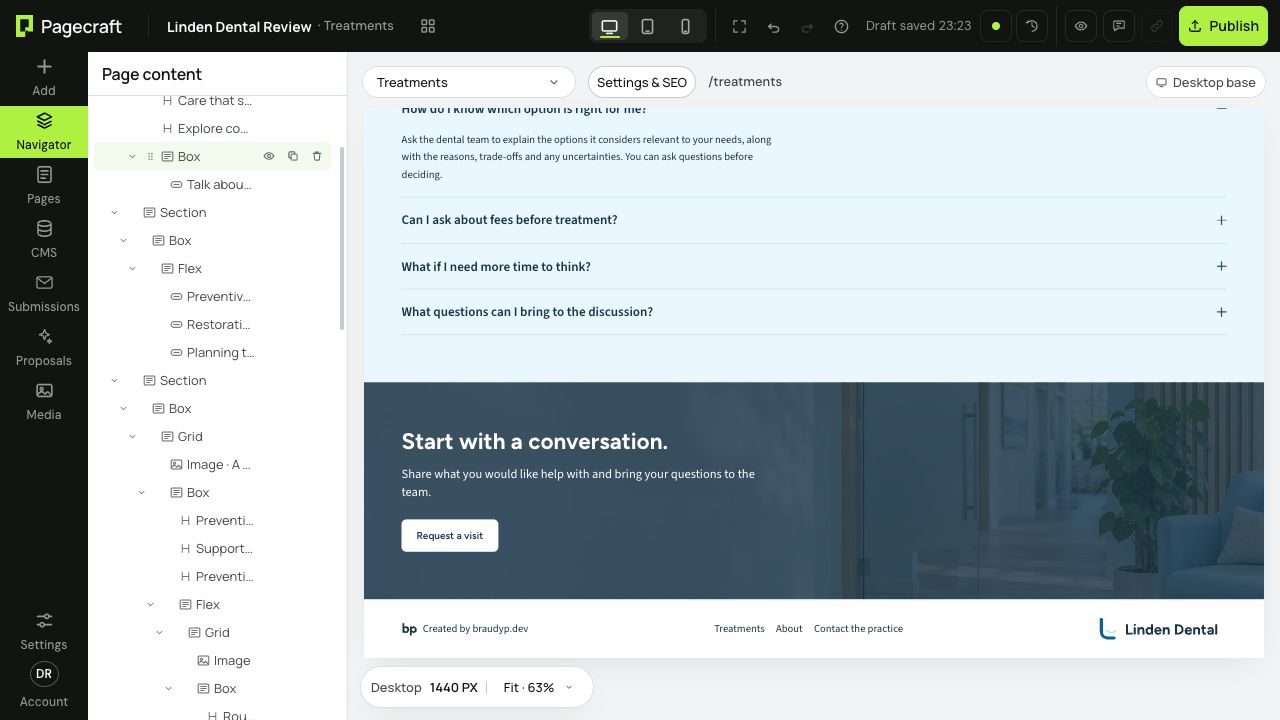 Pagecraft
Linden Dental Review · Treatments
Draft saved 23:23
Publish
Add
Navigator
Pages
CMS
Submissions
Proposals
Media
Settings
DR
Account
Page content
Care that s...
Explore co...
Box
Talk abou...
Section
Box
Flex
Preventiv...
Restorati...
Planning t...
Section
Box
Grid
Image · A ...
Box
Preventi...
Support...
Preventi...
Flex
Grid
Image
Box
Rou...
Treatments
Settings & SEO
/treatments
Desktop base
How do I know which option is right for me?
Ask the dental team to explain the options it considers relevant to your needs, along
with the reasons, trade-offs and any uncertainties. You can ask questions before
deciding.
Can I ask about fees before treatment?
What if I need more time to think?
What questions can I bring to the discussion?
Start with a conversation.
Share what you would like help with and bring your questions to the
team.
Request a visit
bp Created by braudyp.dev
Treatments About Contact the practice
Linden Dental
Desktop 1440 PX Fit · 63%